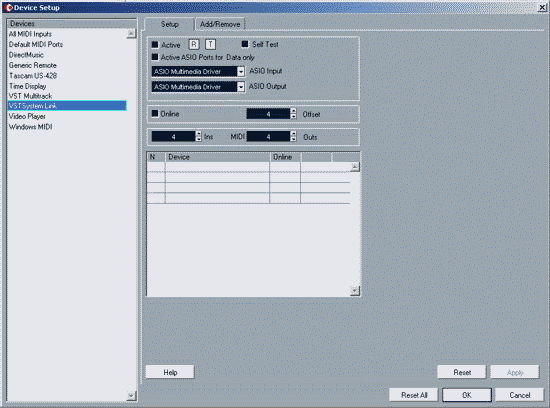 Device Setup
Devices
All MIDI Inputs
Default MIDI Ports
DirectMusic
Generic Remote
Tascam US-428
Time Display
VST Multitrack
VST System Link
Video Player
Windows MIDI
Setup Add/Remove
Active R T Self Test
Active ASIO Ports for Data only
ASIO Multimedia Driver ASIO Input
ASIO Multimedia Driver ASIO Output
Online 4 Offset
4 Ins MIDI 4 Outs
N Device Online
Help Reset Apply
Reset All OK Cancel